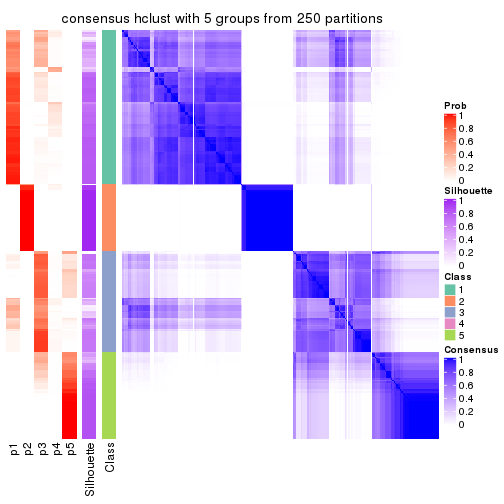 consensus hclust with 5 groups from 250 partitions
Prob
1
0.8
0.6
0.4
0.2
0
Silhouette
1
0.8
0.6
0.4
0.2
0
Class
1
2
3
4
5
Consensus
1
0.8
0.6
0.4
0.2
0
p1
p2
p3
p4
p5
Silhouette
Class